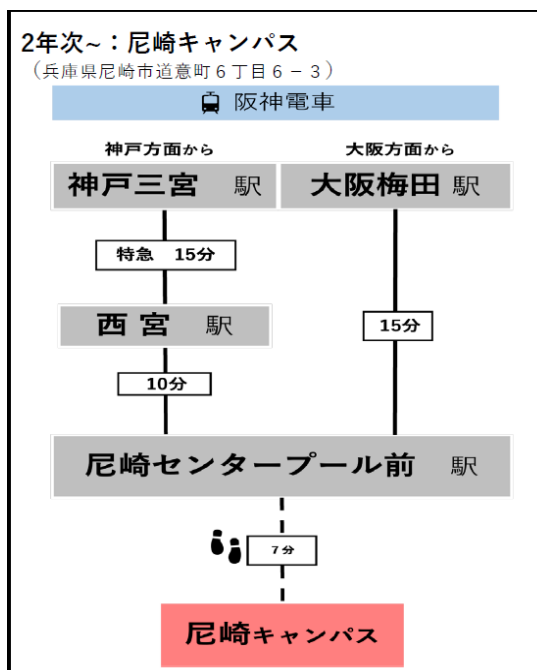 2年次~：尼崎キャンパス
（兵庫県尼崎市道意町６丁目６－３）
阪神電車
神戸方面から
大阪方面から
神戸三宮 駅
大阪梅田 駅
特急 15分
西宮 駅
15分
10分
尼崎センタープール前 駅
7分
尼崎キャンパス